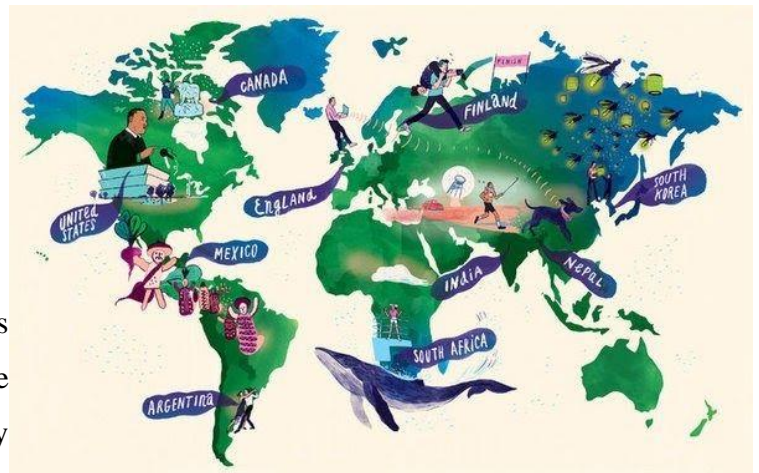 CANADA
FINISH
FINLAND
SOUTH
KOREA
ENGLAND
UNITED
STATES
MEXICO
INDIA
NEPAL
SOUTH AFRICA
ARGENTINA
s
e
y